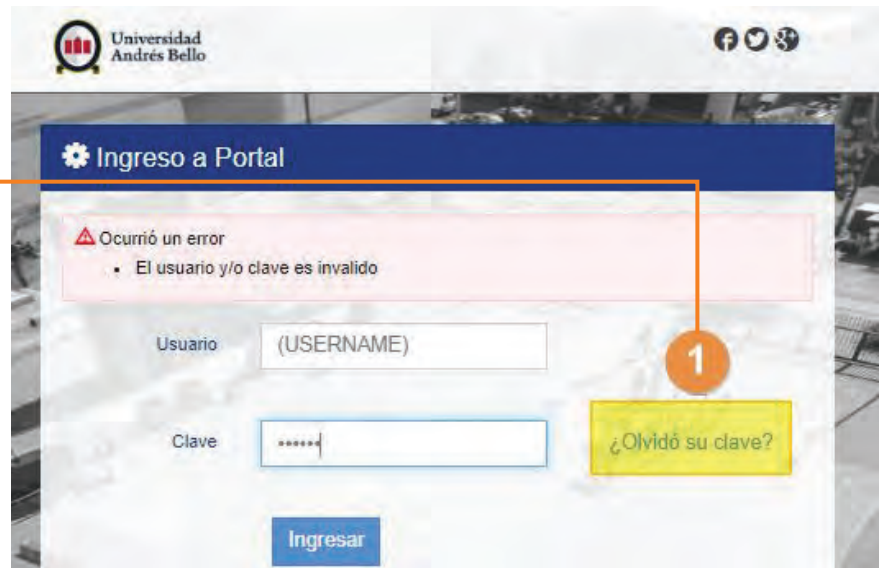 Universidad
Andrés Bello
Ingreso a Portal
Ocurrió un error
• El usuario y/o clave es invalido
Usuario
(USERNAME)
1
Clave
••••••
¿Olvidó su clave?
Ingresar